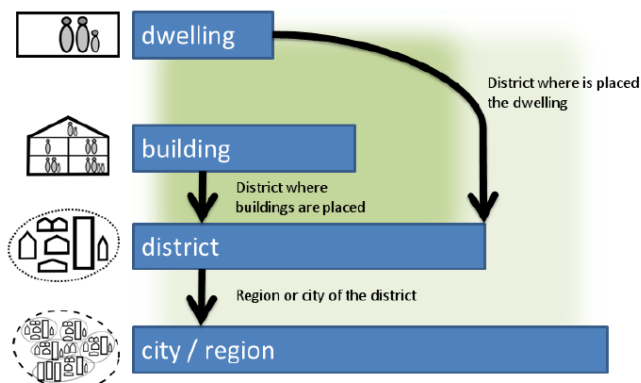 dwelling
District where is placed
the dwelling
building
District where
buildings are placed
district
Region or city of the district
city / region